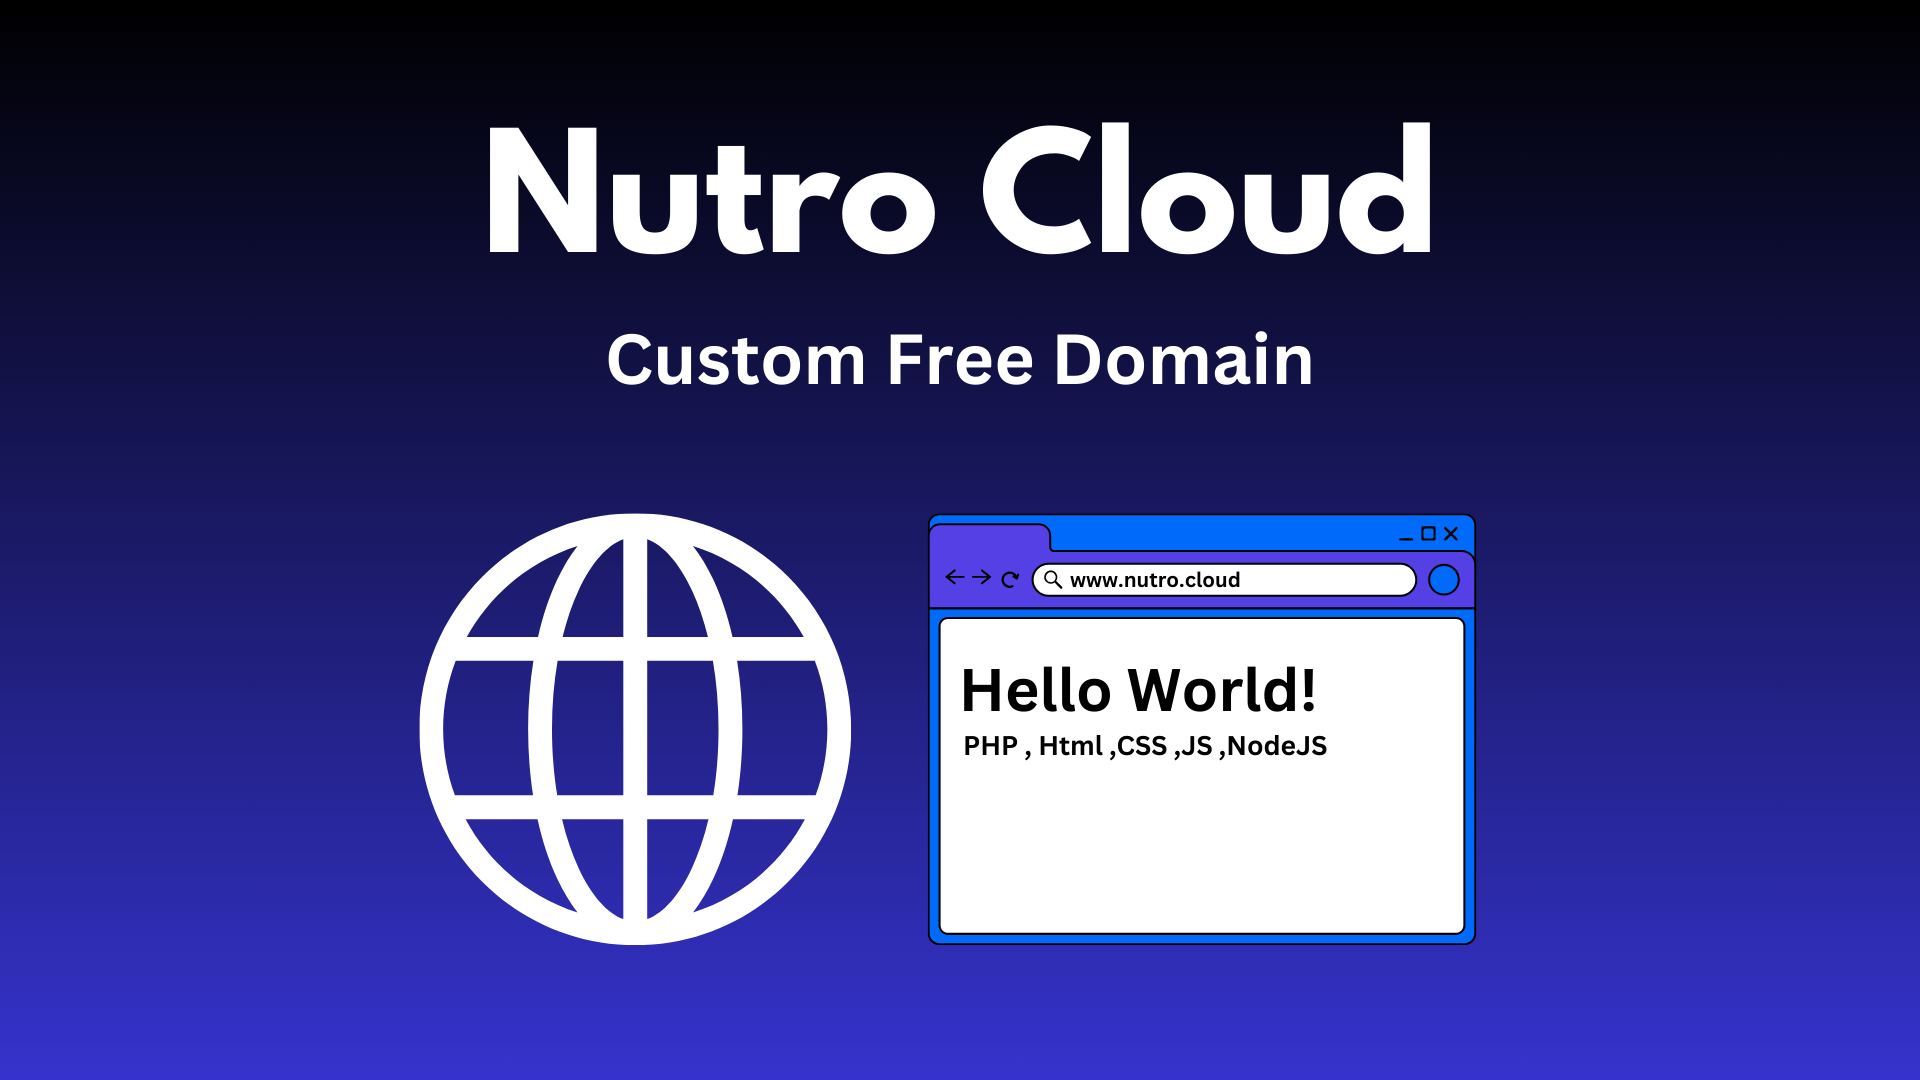 Nutro Cloud
Custom Free Domain
www.nutro.cloud
Hello World!
PHP , Html ,CSS ,JS ,NodeJS